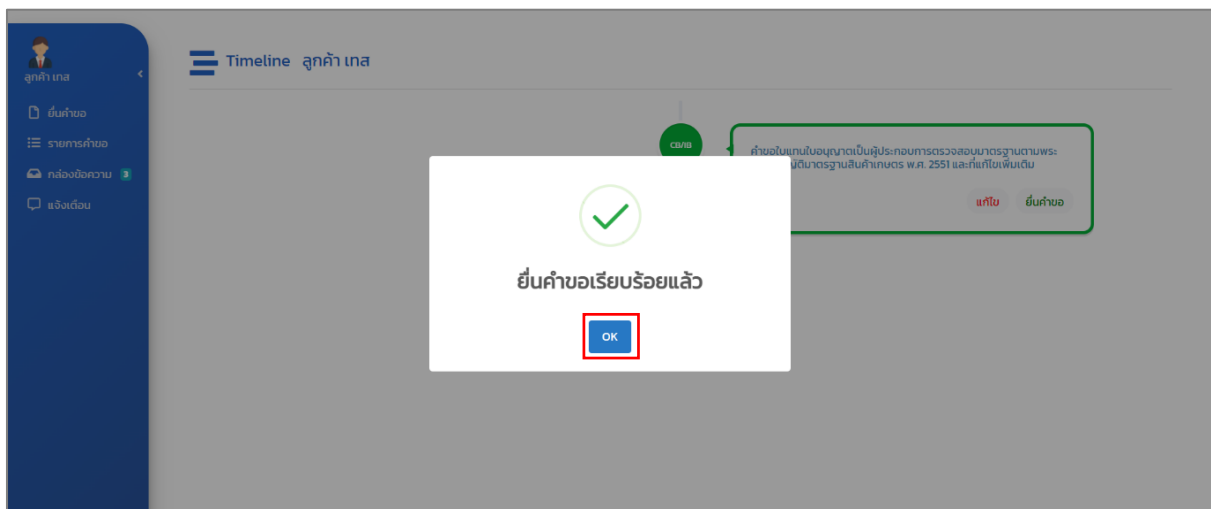 ลูกค้า เทส
Timeline ลูกค้า เทส
ยื่นคำขอ
รายการคำขอ
กล่องข้อความ 3
แจ้งเตือน
CB/IB
คำขอใบแทนใบอนุญาตเป็นผู้ประกอบการตรวจสอบมาตรฐานตามพระ
ญัติมาตรฐานสินค้าเกษตร พ.ศ. 2551 และที่แก้ไขเพิ่มเติม
แก้ไข ยื่นคำขอ
ยื่นคำขอเรียบร้อยแล้ว
OK